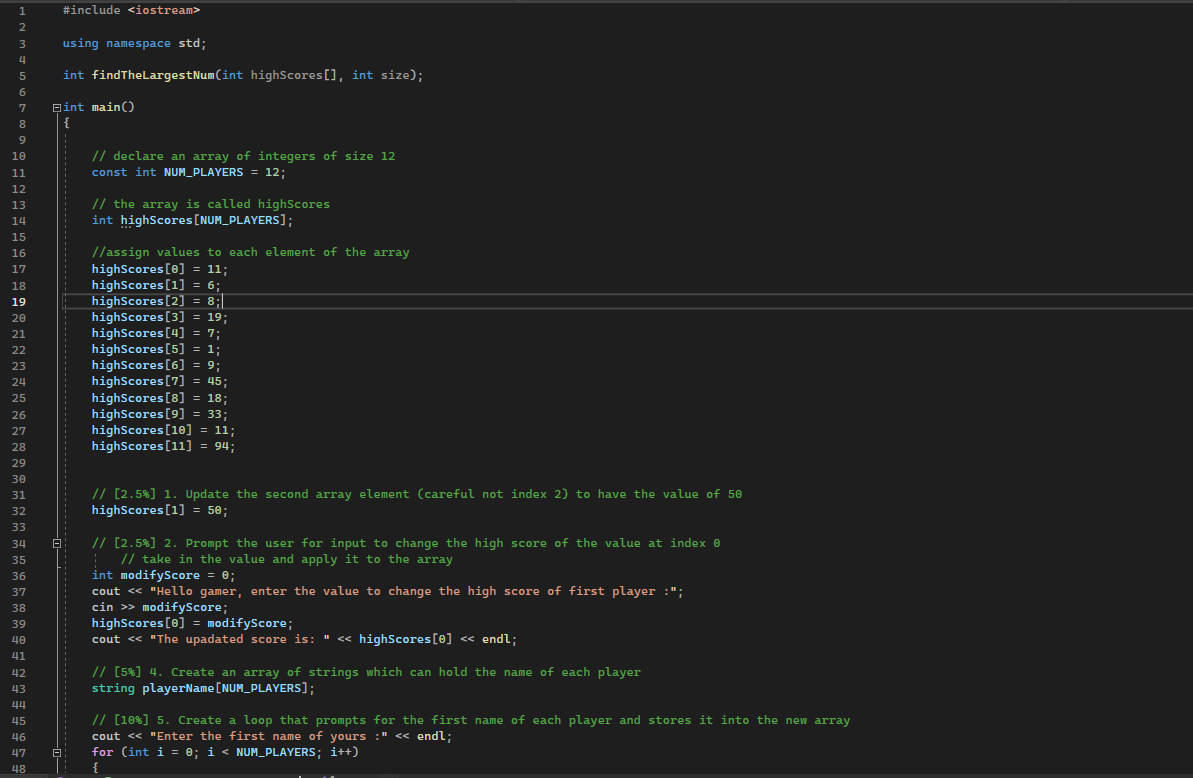 1 #include <iostream>
2
3 using namespace std;
4
5 int findTheLargestNum(int highScores[], int size);
6
7 int main()
8 {
9
10 // declare an array of integers of size 12
11 const int NUM_PLAYERS = 12;
12
13 // the array is called highScores
14 int highScores[NUM_PLAYERS];
15
16 //assign values to each element of the array
17 highScores[0] = 11;
18 highScores[1] = 6;
19 highScores[2] = 8;
20 highScores[3] = 19;
21 highScores[4] = 7;
22 highScores[5] = 1;
23 highScores[6] = 9;
24 highScores[7] = 45;
25 highScores[8] = 18;
26 highScores[9] = 33;
27 highScores[10] = 11;
28 highScores[11] = 94;
29
30
31 // [2.5%] 1. Update the second array element (careful not index 2) to have the value of 50
32 highScores[1] = 50;
33
34 // [2.5%] 2. Prompt the user for input to change the high score of the value at index 0
35 // take in the value and apply it to the array
36 int modifyScore = 0;
37 cout << "Hello gamer, enter the value to change the high score of first player :";
38 cin >> modifyScore;
39 highScores[0] = modifyScore;
40 cout << "The upadated score is: " << highScores[0] << endl;
41
42 // [5%] 4. Create an array of strings which can hold the name of each player
43 string playerName[NUM_PLAYERS];
44
45 // [10%] 5. Create a loop that prompts for the first name of each player and stores it into the new array
46 cout << "Enter the first name of yours :" << endl;
47 for (int i = 0; i < NUM_PLAYERS; i++)
48 {